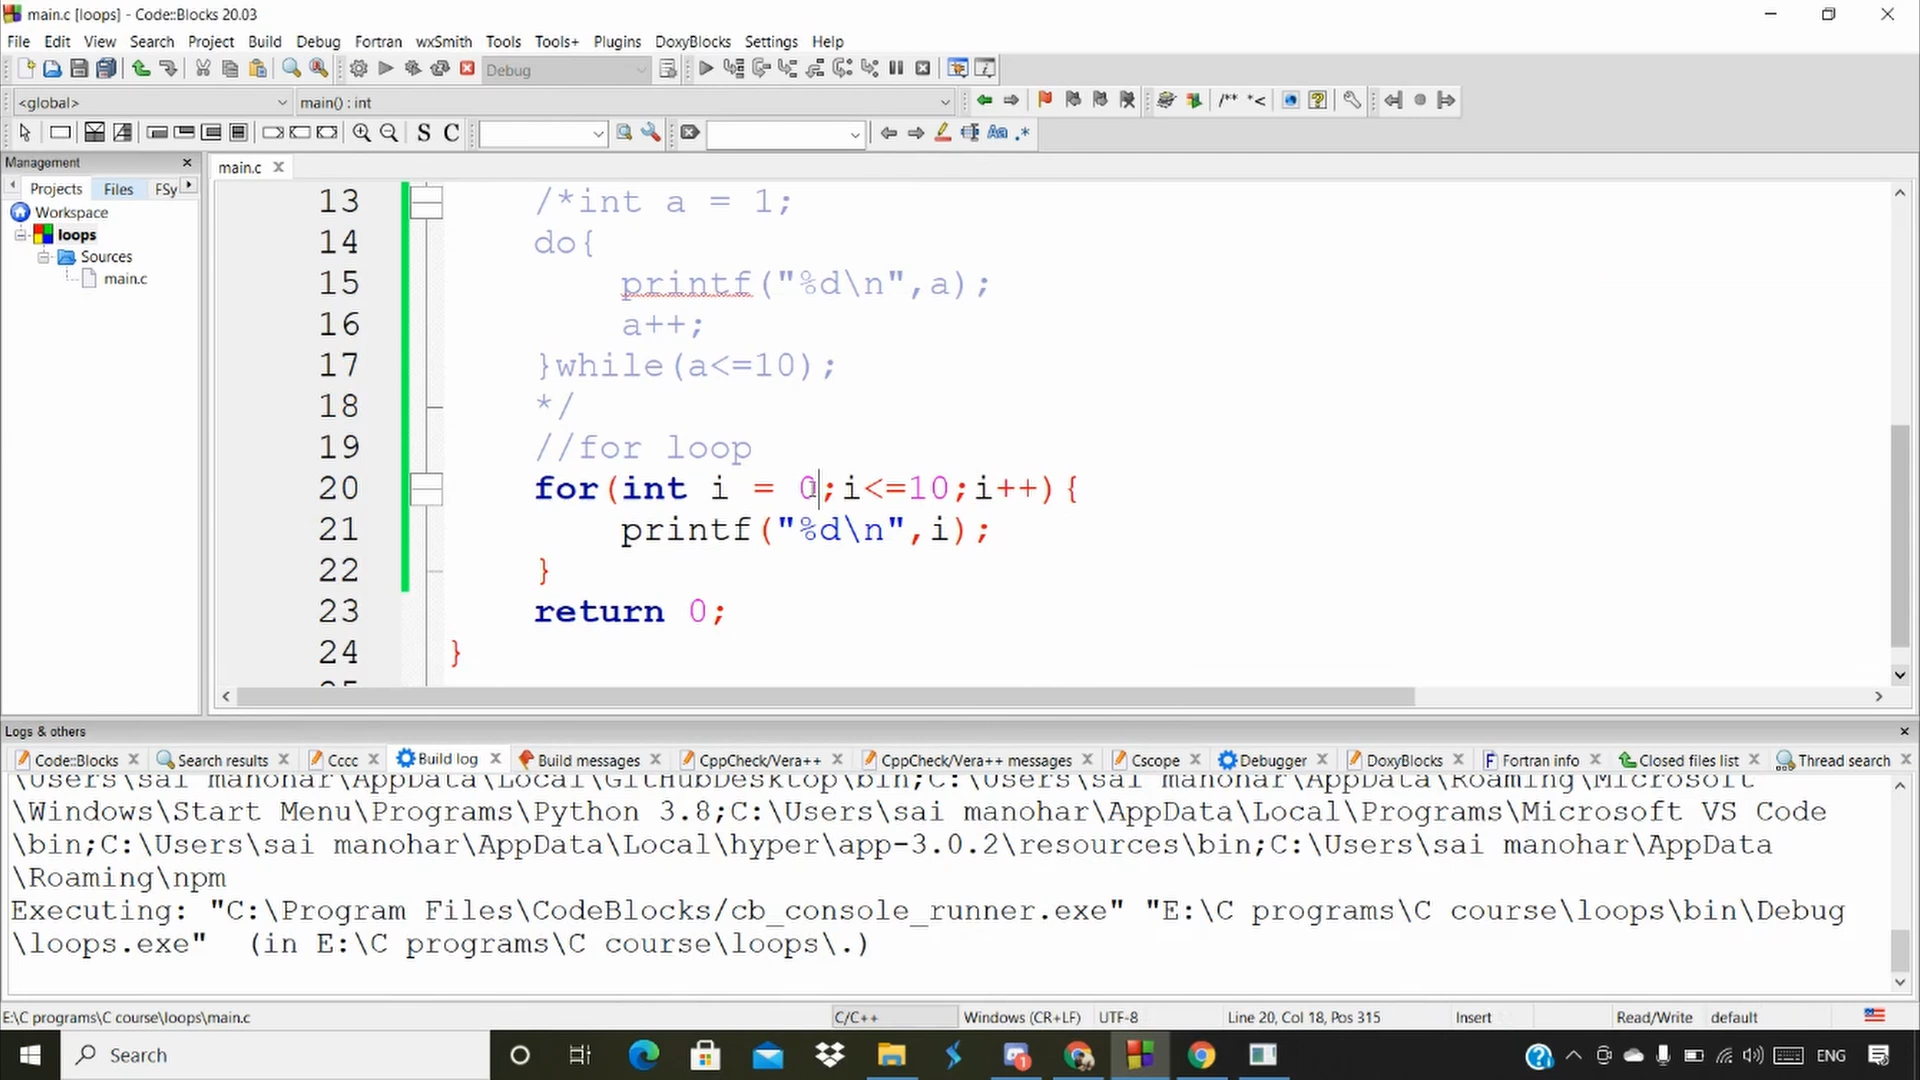 main.c [loops] - Code::Blocks 20.03
File Edit View Search Project Build Debug Fortran wxSmith Tools Tools+ Plugins DoxyBlocks Settings Help
Debug
<global> main() : int
/** *<
S C
Aa .*
Management
Projects Files FSy
Workspace
loops
Sources
main.c
main.c
13 /*int a = 1;
14 do{
15 printf("%d\n",a);
16 a++;
17 }while(a<=10);
18 */
19 //for loop
20 for(int i = 0;i<=10;i++){
21 printf("%d\n",i);
22 }
23 return 0;
24 }
25
Logs & others
Code::Blocks Search results Cccc Build log Build messages CppCheck/Vera++ CppCheck/Vera++ messages Cscope Debugger DoxyBlocks Fortran info Closed files list Thread search
\Users\sai manohar\AppData\Local\GitHubDesktop\bin;C:\Users\sai manohar\AppData\Roaming\Microsoft
\Windows\Start Menu\Programs\Python 3.8;C:\Users\sai manohar\AppData\Local\Programs\Microsoft VS Code
\bin;C:\Users\sai manohar\AppData\Local\hyper\app-3.0.2\resources\bin;C:\Users\sai manohar\AppData
\Roaming\npm
Executing: "C:\Program Files\CodeBlocks/cb_console_runner.exe" "E:\C programs\C course\loops\bin\Debug
\loops.exe"  (in E:\C programs\C course\loops\.)
E:\C programs\C course\loops\main.c C/C++ Windows (CR+LF) UTF-8 Line 20, Col 18, Pos 315 Insert Read/Write default
Search
1
ENG